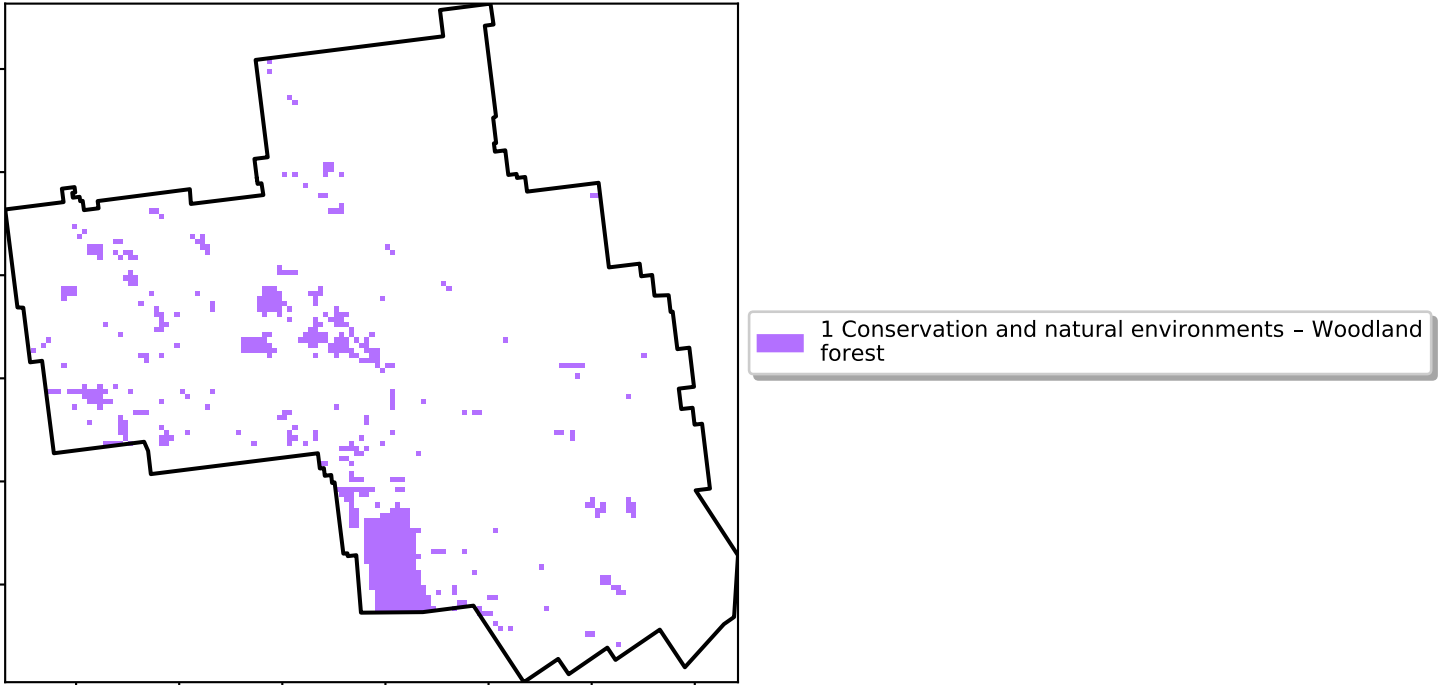 1 Conservation and natural environments – Woodland
forest